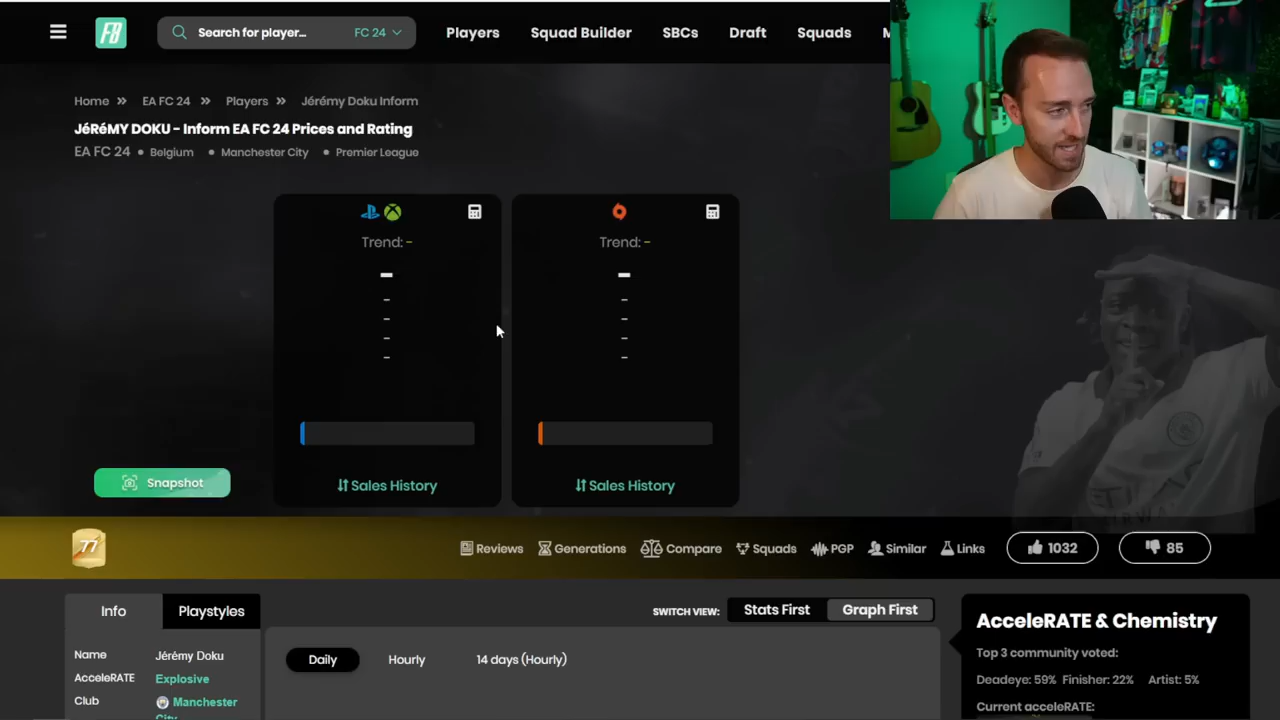 FB
Search for player...
FC 24
Players
Squad Builder
SBCs
Draft
Squads
Home » EA FC 24 » Players » Jérémy Doku Inform
JéRéMY DOKU - Inform EA FC 24 Prices and Rating
EA FC 24 • Belgium • Manchester City • Premier League
Trend: -
Trend: -
-
-
-
-
-
-
-
-
-
-
Sales History
Sales History
Snapshot
77
Reviews
Generations
Compare
Squads
PGP
Similar
Links
1032
85
Info
Playstyles
SWITCH VIEW:
Stats First
Graph First
AcceleRATE & Chemistry
Top 3 community voted:
Name
Jérémy Doku
Daily
Hourly
14 days (Hourly)
AcceleRATE
Explosive
Deadeye: 59% Finisher: 22% Artist: 5%
Club
Manchester
City
Current acceleRATE: